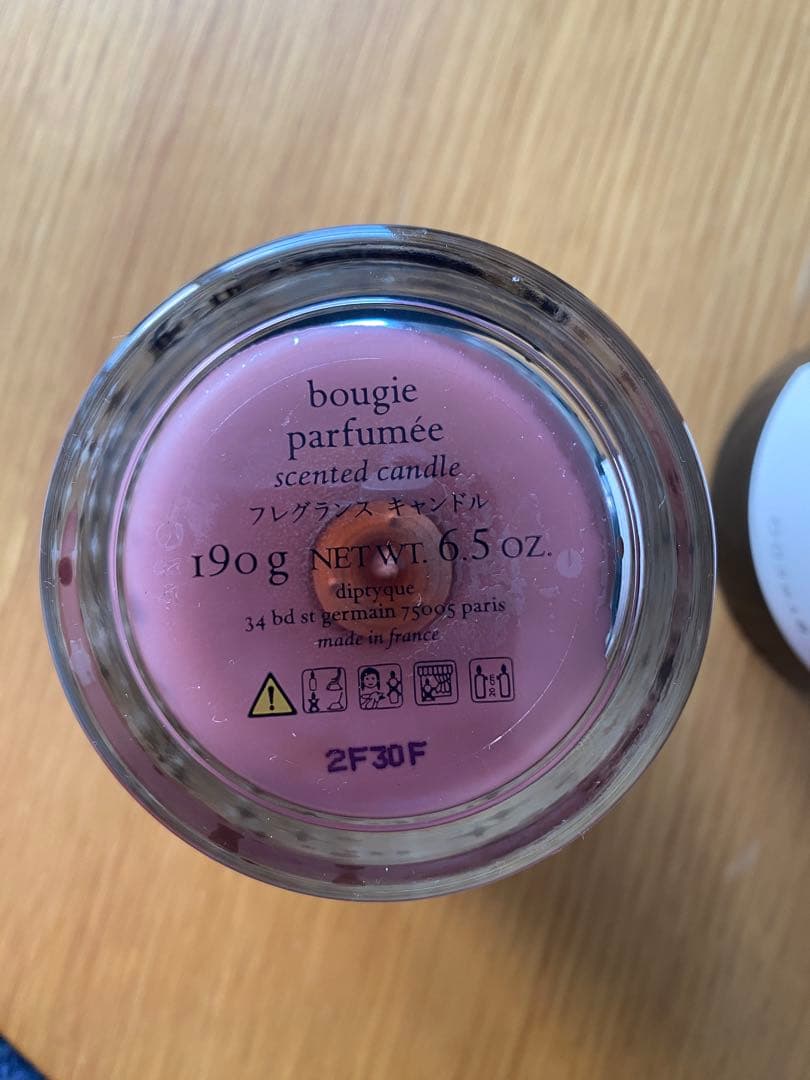 bougie
parfumée
scented candle
フレグランス キャンドル
190 g NET WT. 6.5 OZ.
diptyque
34 bd st germain 75005 paris
made in france
2F30F